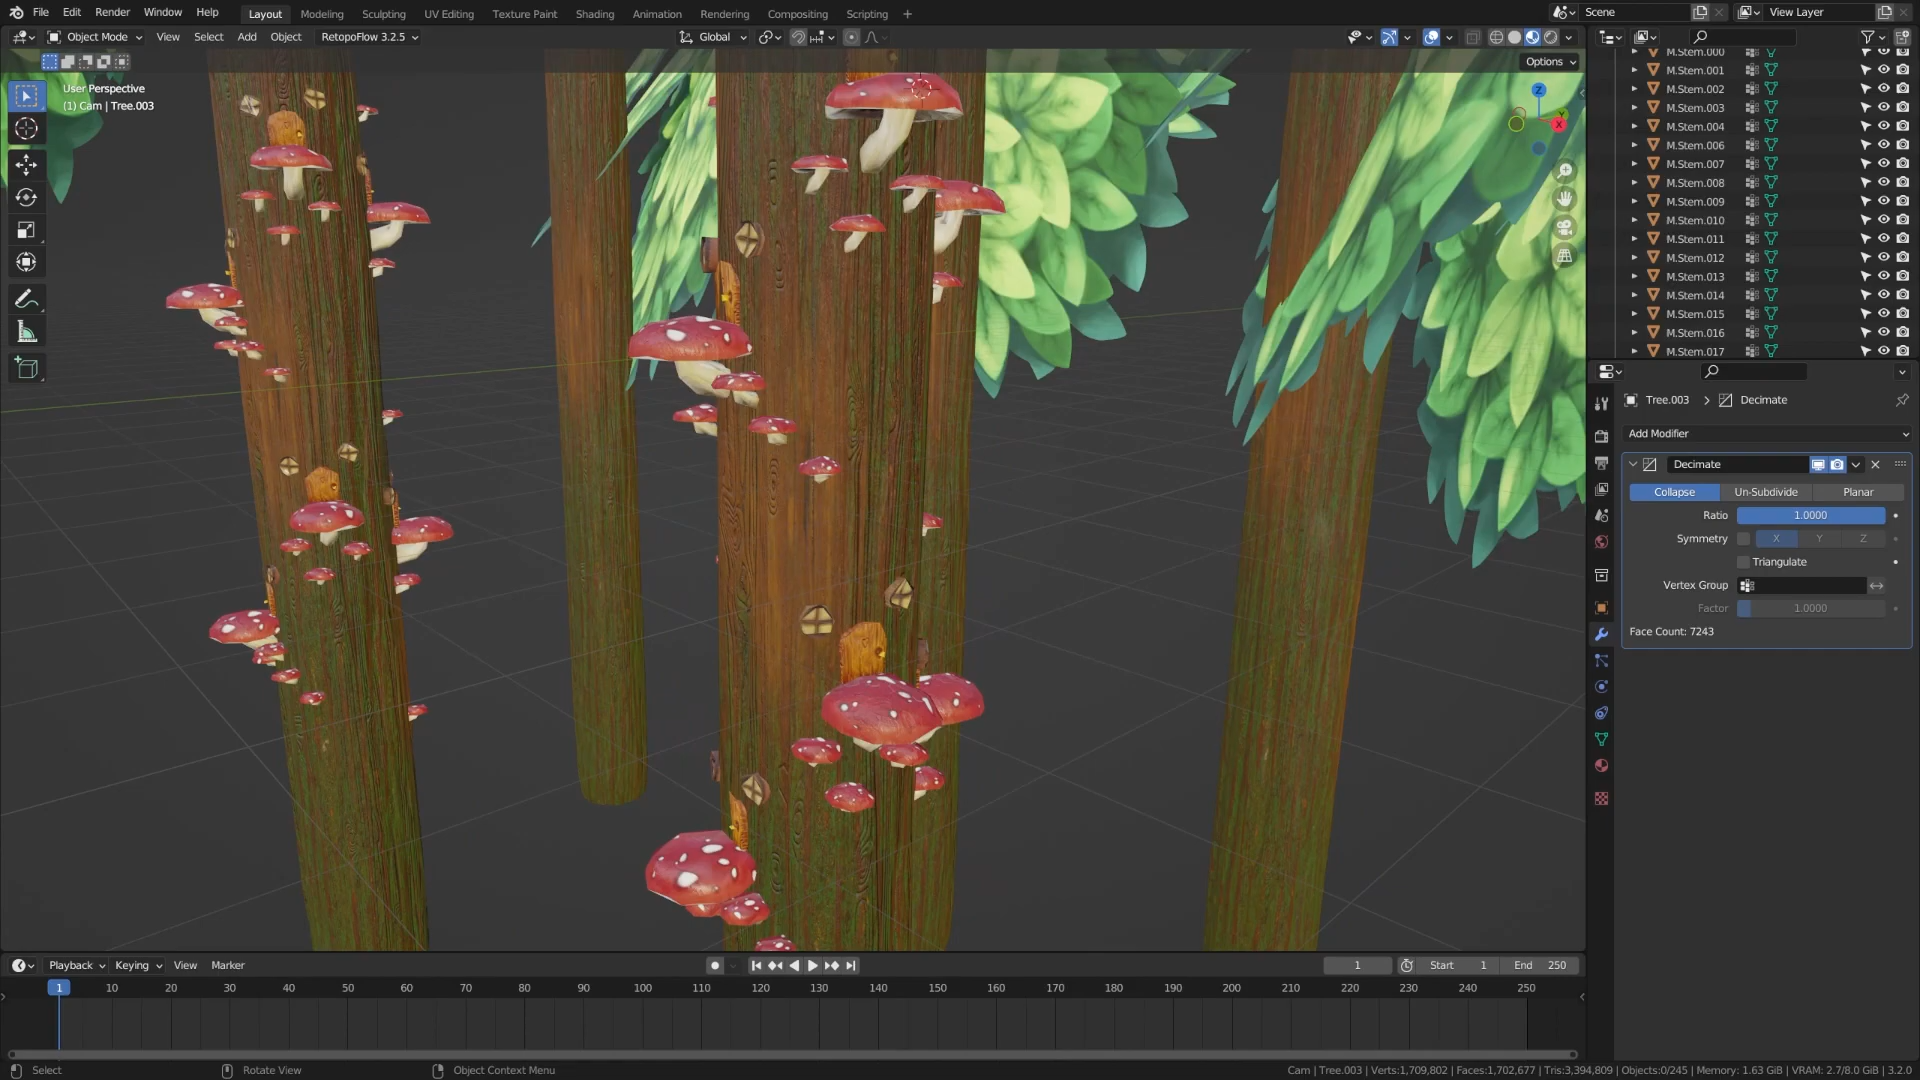 File Edit Render Window Help Layout Modeling Sculpting UV Editing Texture Paint Shading Animation Rendering Compositing Scripting + Scene View Layer
Object Mode View Select Add Object RetopoFlow 3.2.5 Global
Options
User Perspective
(1) Cam | Tree.003
Z
Y
X
M.Stem.000
M.Stem.001
M.Stem.002
M.Stem.003
M.Stem.004
M.Stem.006
M.Stem.007
M.Stem.008
M.Stem.009
M.Stem.010
M.Stem.011
M.Stem.012
M.Stem.013
M.Stem.014
M.Stem.015
M.Stem.016
M.Stem.017
Tree.003 Decimate
Add Modifier
Decimate
Collapse Un-Subdivide Planar
Ratio 1.0000
Symmetry X Y Z
Triangulate
Vertex Group
Factor 1.0000
Face Count: 7243
Playback Keying View Marker 1 Start 1 End 250
1 10 20 30 40 50 60 70 80 90 100 110 120 130 140 150 160 170 180 190 200 210 220 230 240 250
Select Rotate View Object Context Menu Cam | Tree.003 | Verts:1,709,802 | Faces:1,702,677 | Tris:3,394,809 | Objects:0/245 | Memory: 1.63 GiB | VRAM: 2.7/8.0 GiB | 3.2.0